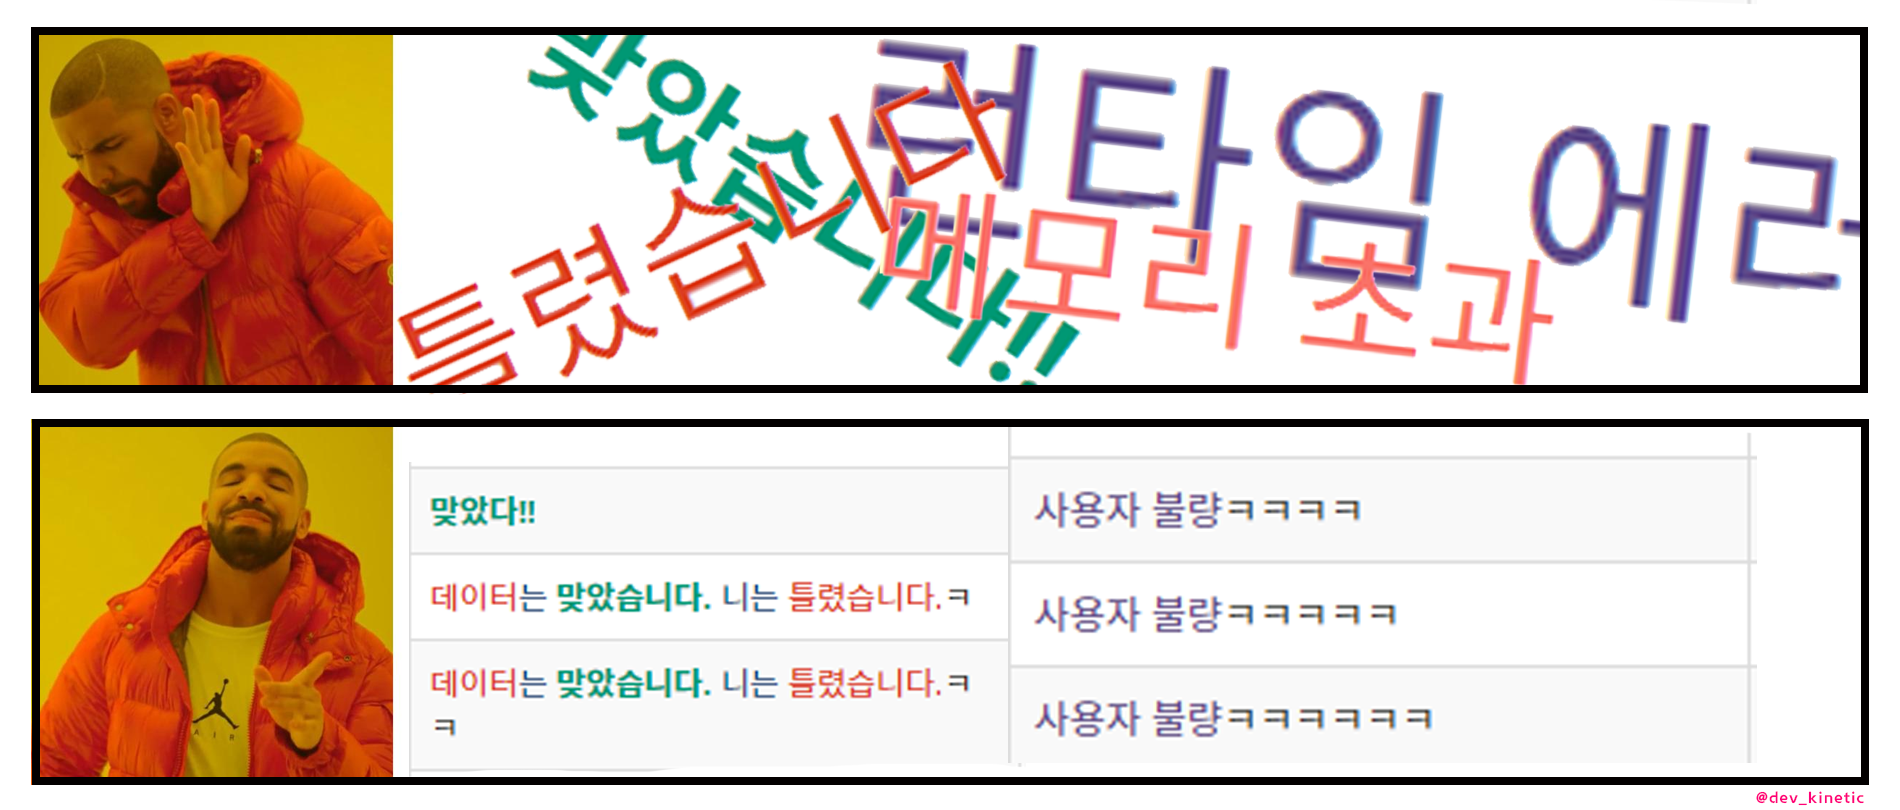 맞았습니다!!
틀렸습니다
런타임 에러
메모리 초과
맞았다!!
데이터는 맞았습니다. 니는 틀렸습니다.ㅋ
데이터는 맞았습니다. 니는 틀렸습니다.ㅋ
ㅋ
사용자 불량ㅋㅋㅋㅋ
사용자 불량ㅋㅋㅋㅋㅋ
사용자 불량ㅋㅋㅋㅋㅋㅋ
AIR
@dev_kinetic